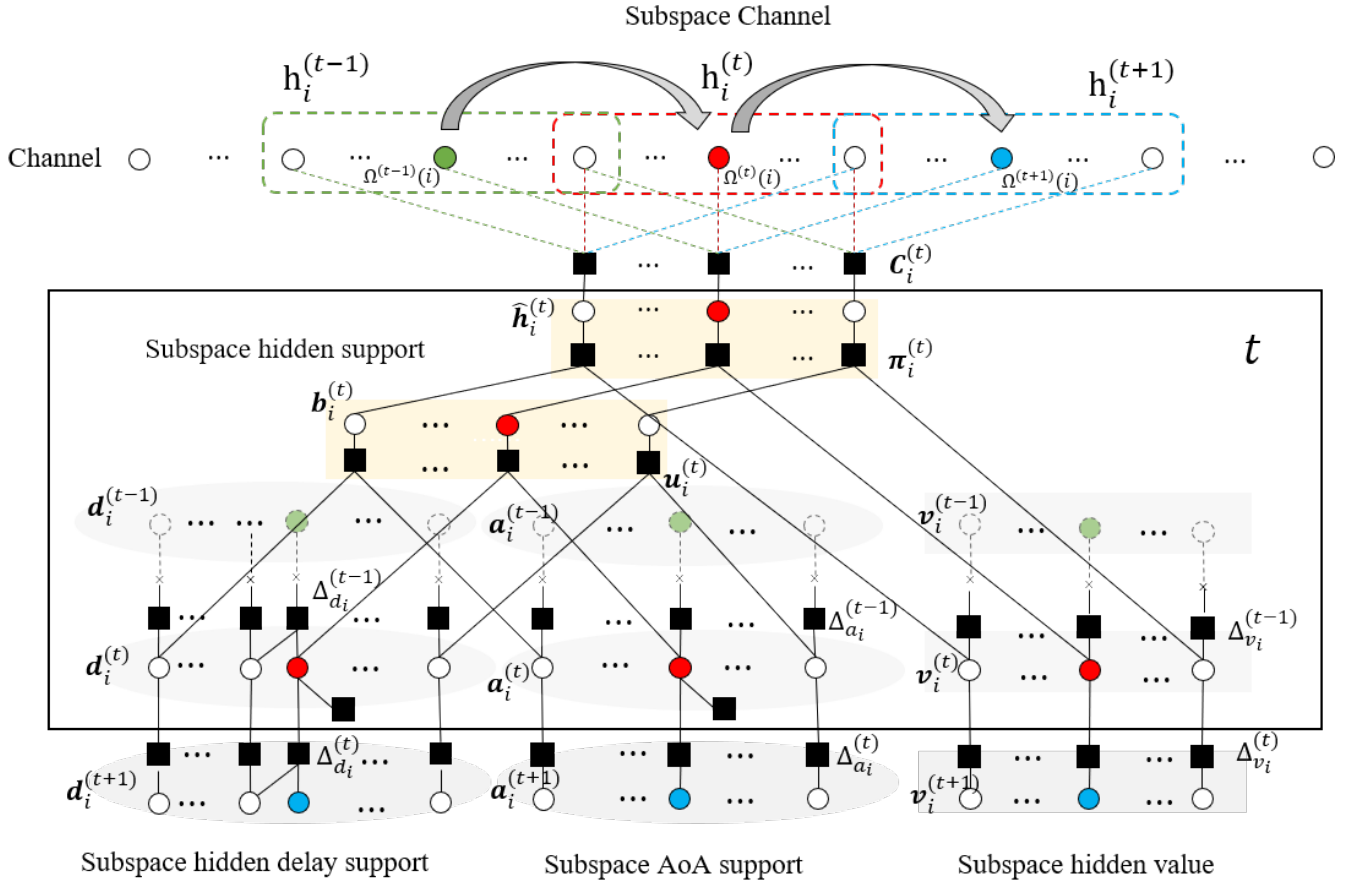 Subspace Channel
h_i^{(t-1)} h_i^{(t)} h_i^{(t+1)}
Channel ... ... ... ... ... ... ... ...
Ω^{(t-1)}(i) Ω^{(t)}(i) Ω^{(t+1)}(i)
... ... C_i^{(t)}
ĥ_i^{(t)} ... ...
Subspace hidden support ... ... π_i^{(t)} t
b_i^{(t)} ... ...
... ... u_i^{(t)}
d_i^{(t-1)} ... ... ... a_i^{(t-1)} ... ... v_i^{(t-1)} ... ...
× × × × × × × × × ×
... Δ_{d_i}^{(t-1)} ... ... ... Δ_{a_i}^{(t-1)} ... ... Δ_{v_i}^{(t-1)}
d_i^{(t)} ... ... a_i^{(t)} ... ... v_i^{(t)} ... ...
... Δ_{d_i}^{(t)} ... ... ... Δ_{a_i}^{(t)} ... ... Δ_{v_i}^{(t)}
d_i^{(t+1)} ... ... a_i^{(t+1)} ... ... v_i^{(t+1)} ... ...
Subspace hidden delay support Subspace AoA support Subspace hidden value